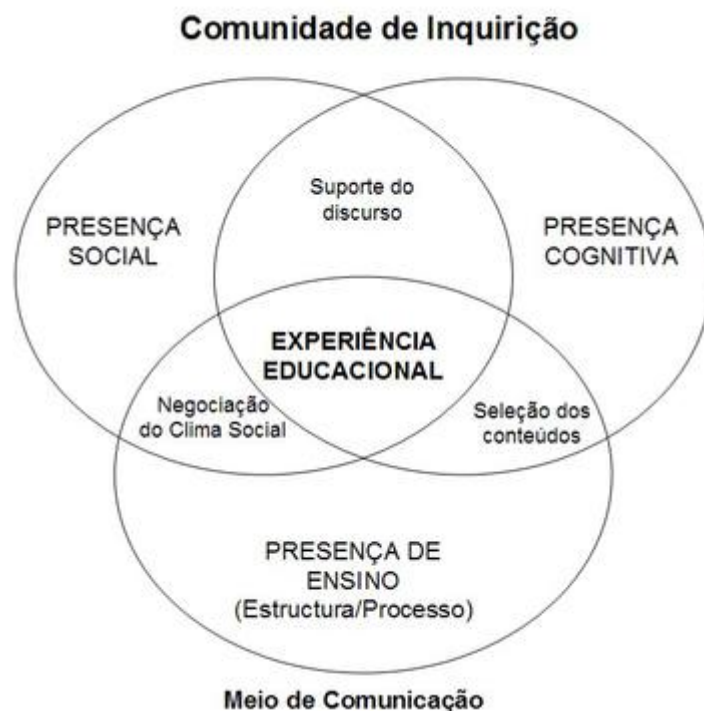 Comunidade de Inquirição
Suporte do
discurso
PRESENÇA
SOCIAL
PRESENÇA
COGNITIVA
EXPERIÊNCIA
EDUCACIONAL
Negociação
do Clima Social
Seleção dos
conteúdos
PRESENÇA DE
ENSINO
(Estructura/Processo)
Meio de Comunicação